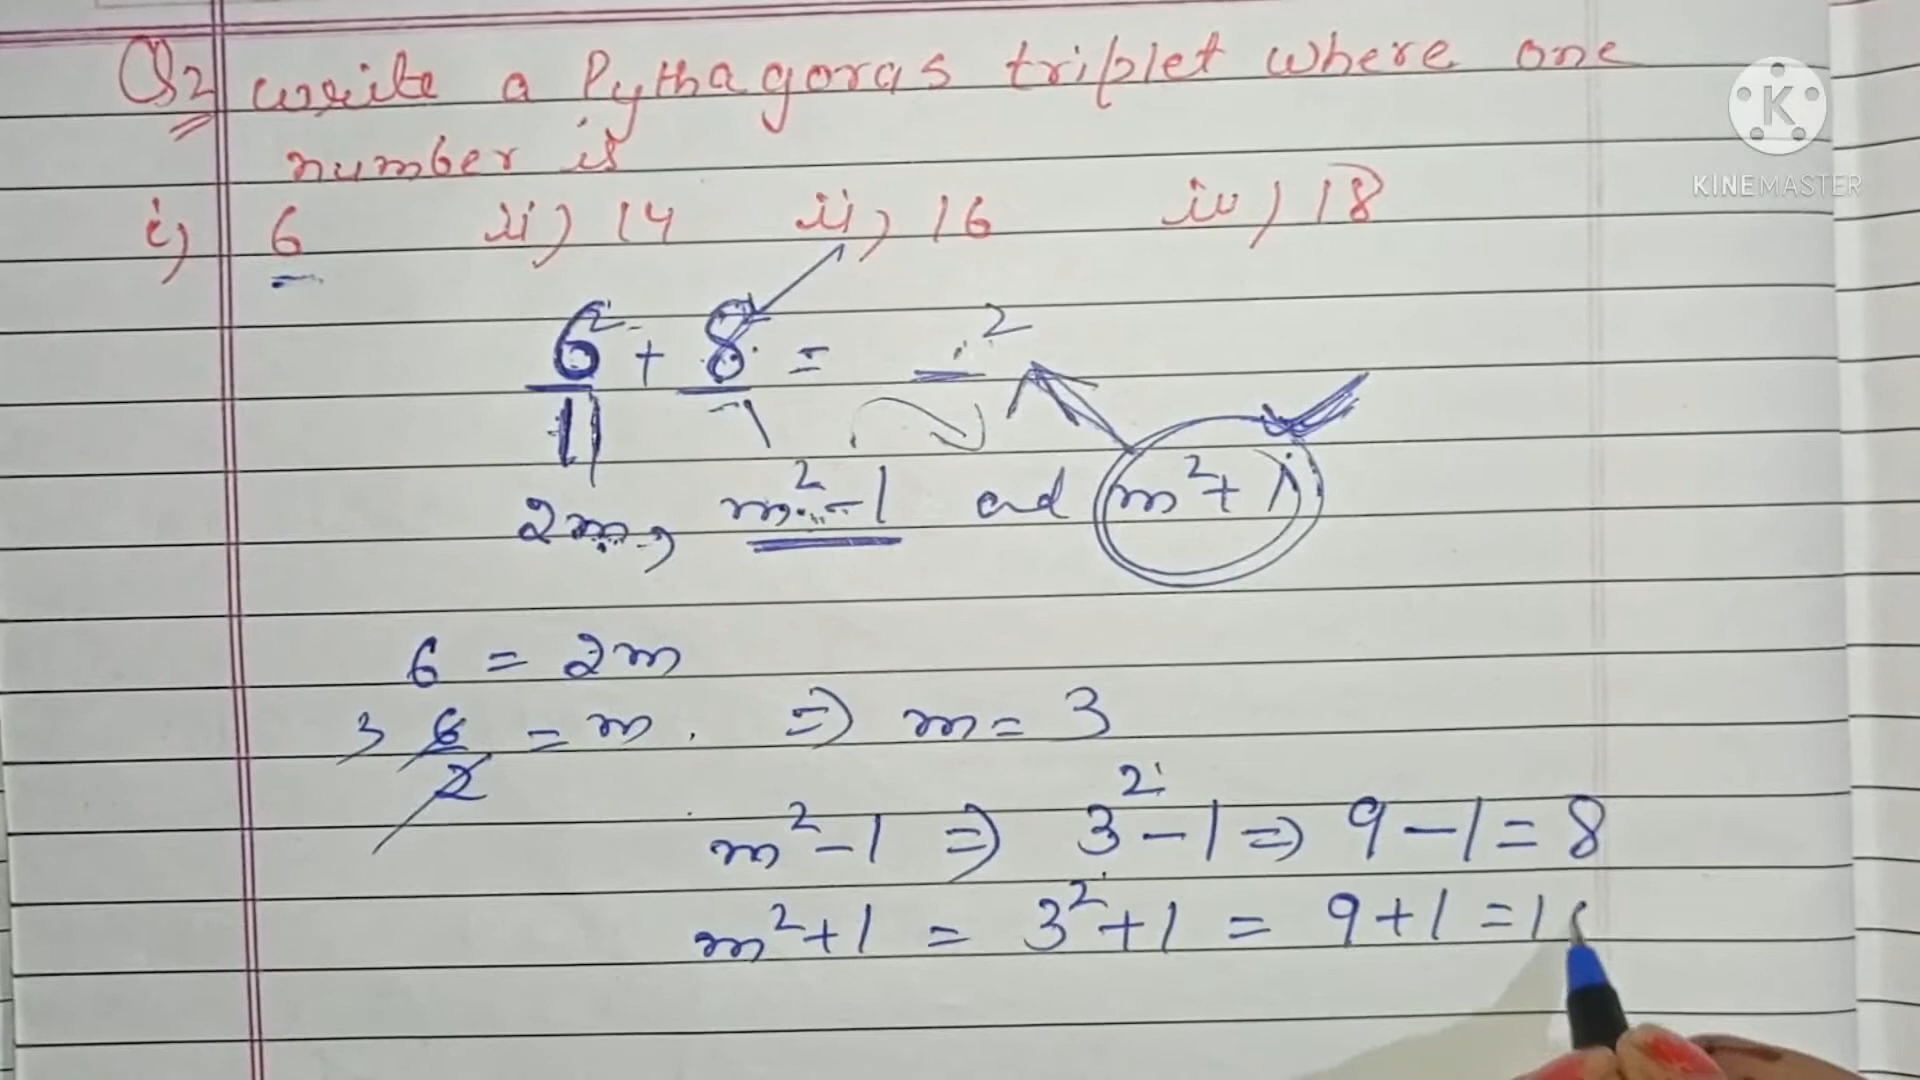 Q2 write a Pythagoras triplet where one
KINEMASTER
number is
i) 6 ii) 14 ii) 16 iv) 18
6² + 8² = ²
2m, m²-1 and m²+1
6 = 2m
3 6/2 = m. ⇒ m = 3
m²-1 ⇒ 3²-1 ⇒ 9-1=8
m²+1 = 3²+1 = 9+1=10